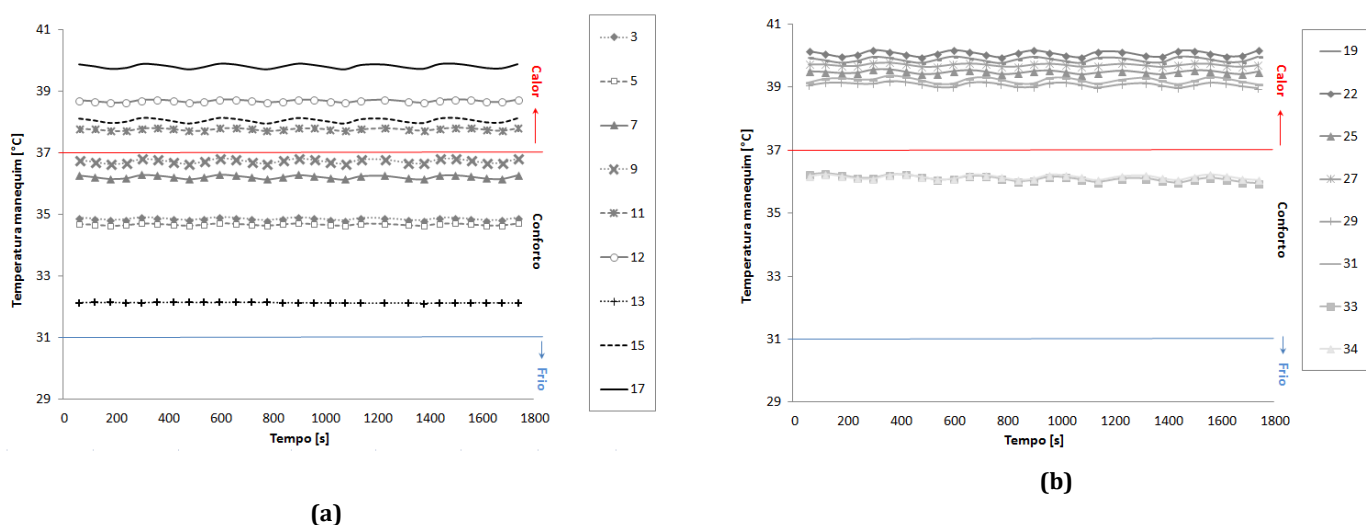 (a)
41
39
37
35
33
31
29
Temperatura manequim [°C]
0 200 400 600 800 1000 1200 1400 1600 1800
Tempo [s]
Calor
Conforto
Frio
3
5
7
9
11
12
13
15
17
(a)
(b)
41
39
37
35
33
31
29
Temperatura manequim [°C]
0 200 400 600 800 1000 1200 1400 1600 1800
Tempo [s]
Calor
Conforto
Frio
19
22
25
27
29
31
33
34
(b)